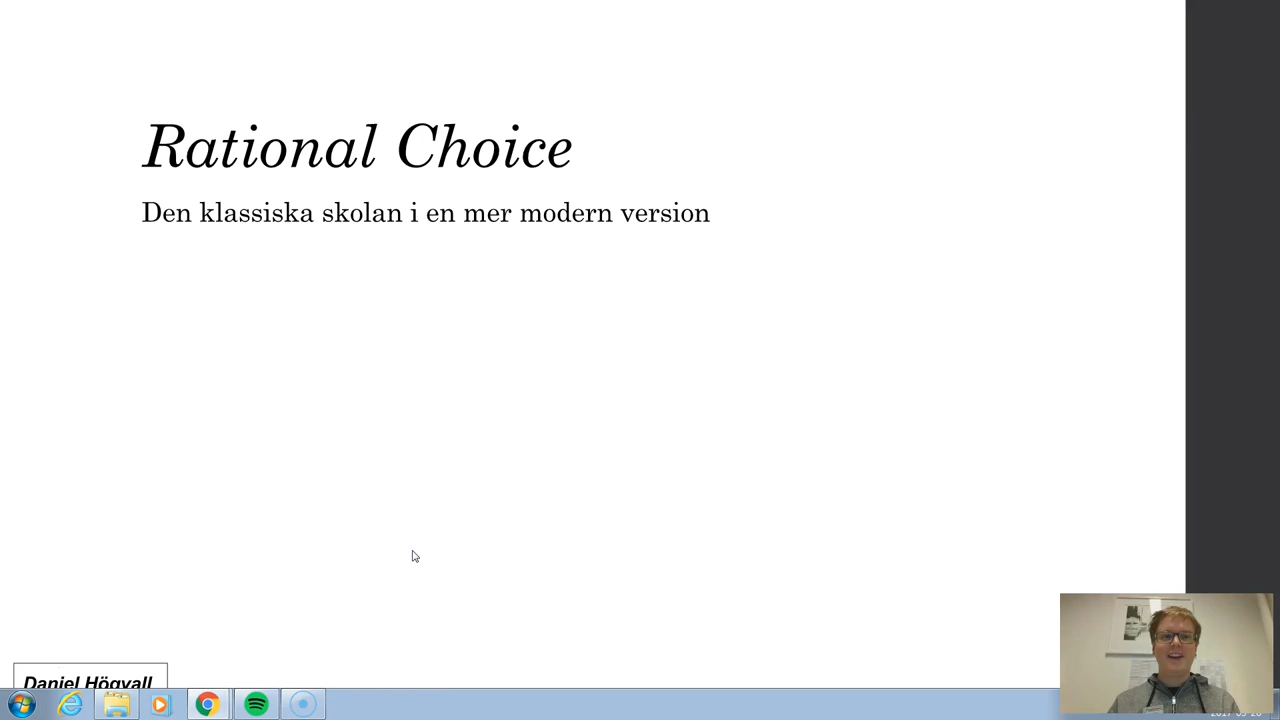 Rational Choice
Den klassiska skolan i en mer modern version
Daniel Högvall